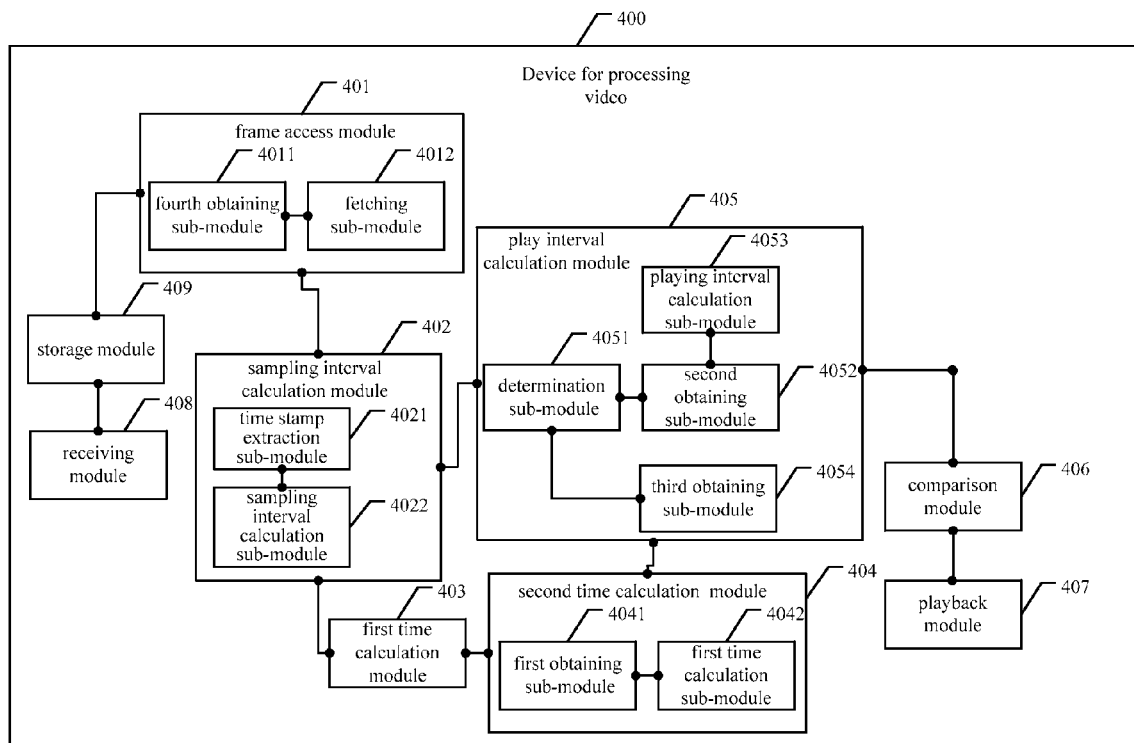 400
Device for processing
video
401
frame access module
4011
4012
fourth obtaining
sub-module
fetching
sub-module
405
play interval
calculation module
4053
playing interval
calculation
sub-module
409
storage module
402
sampling interval
calculation module
4051
determination
sub-module
second
obtaining
sub-module
4052
408
receiving
module
time stamp
extraction
sub-module
4021
sampling
interval
calculation
sub-module
4022
third obtaining
sub-module
4054
comparison
module
406
403
first time
calculation
module
second time calculation module
404
4041
4042
first obtaining
sub-module
first time
calculation
sub-module
playback
module
407